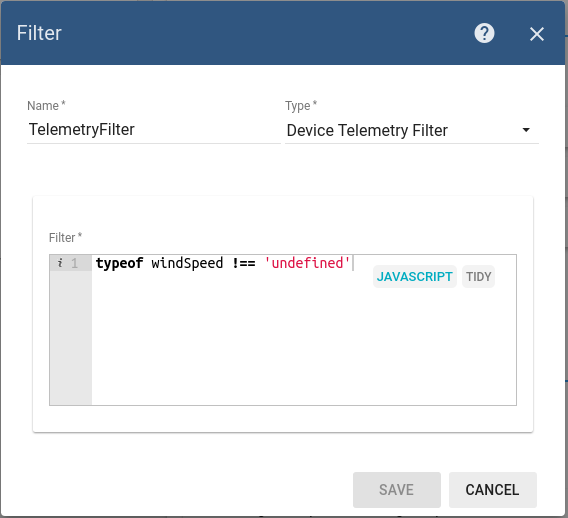 Filter
Name * Type *
TelemetryFilter Device Telemetry Filter
Filter *
i 1 typeof windSpeed !== 'undefined'
JAVASCRIPT TIDY
SAVE CANCEL